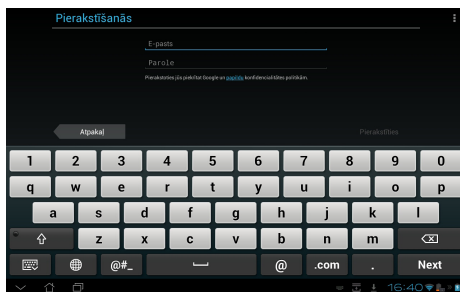 Pierakstīšanās
E-pasts
Parole
Pierakstoties jūs piekrītat Google un papildu konfidencialitātes politikām.
Atpakaļ
Pierakstīties
1 2 3 4 5 6 7 8 9 0
q w e r t y u i o p
a s d f g h j k l
z x c v b n m
@#_ @ .com . Next
16:40